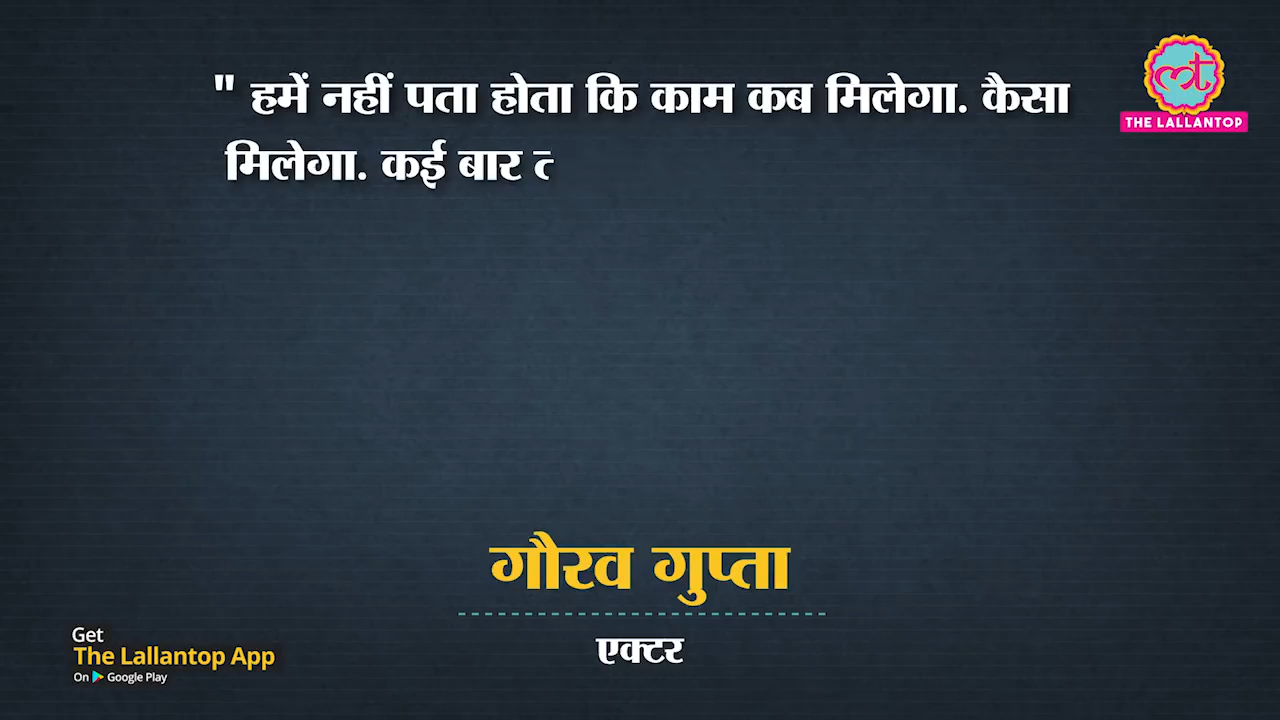 " हमें नहीं पता होता कि काम कब मिलेगा. कैसा
मिलेगा. कई बार
THE LALLANTOP
गौरव गुप्ता
एक्टर
Get
The Lallantop App
On Google Play